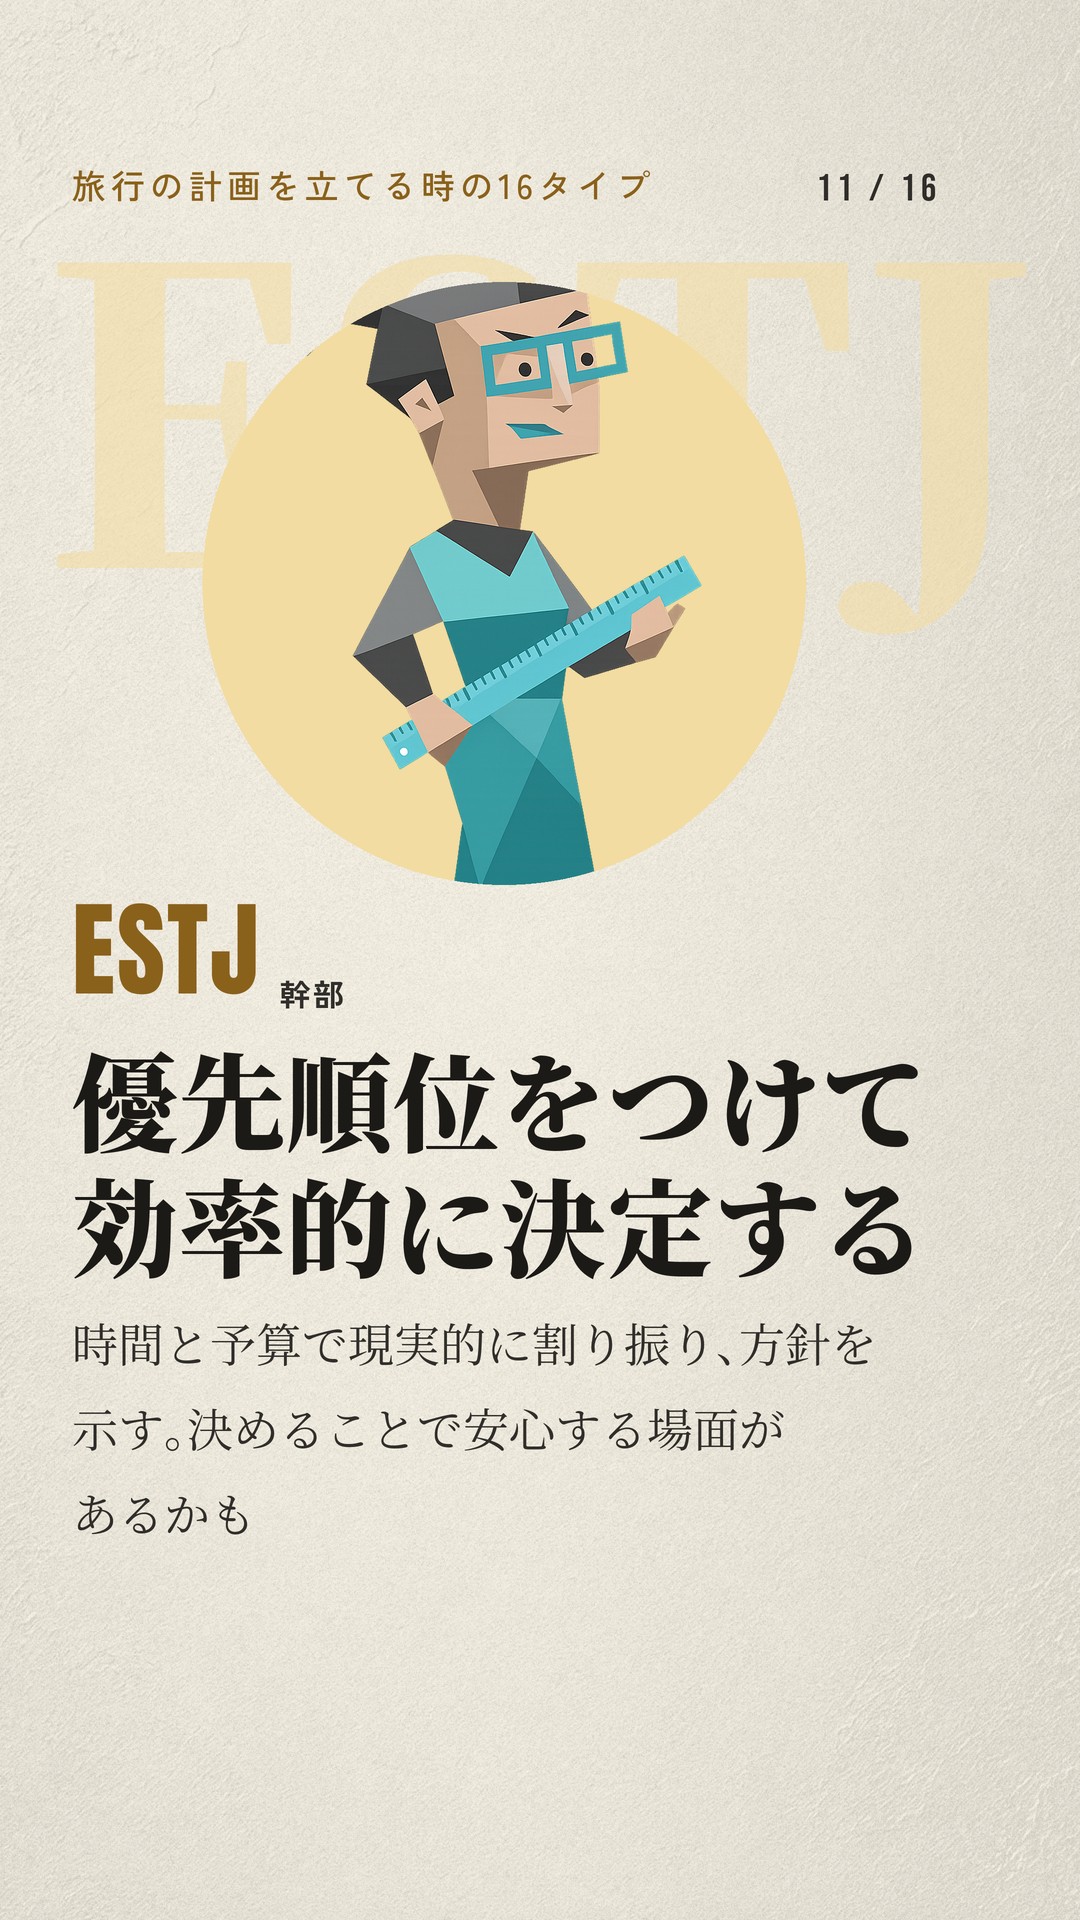 旅行の計画を立てる時の16タイプ
11 / 16
ESTJ
ESTJ 幹部
優先順位をつけて
効率的に決定する
時間と予算で現実的に割り振り、方針を
示す。決めることで安心する場面が
あるかも